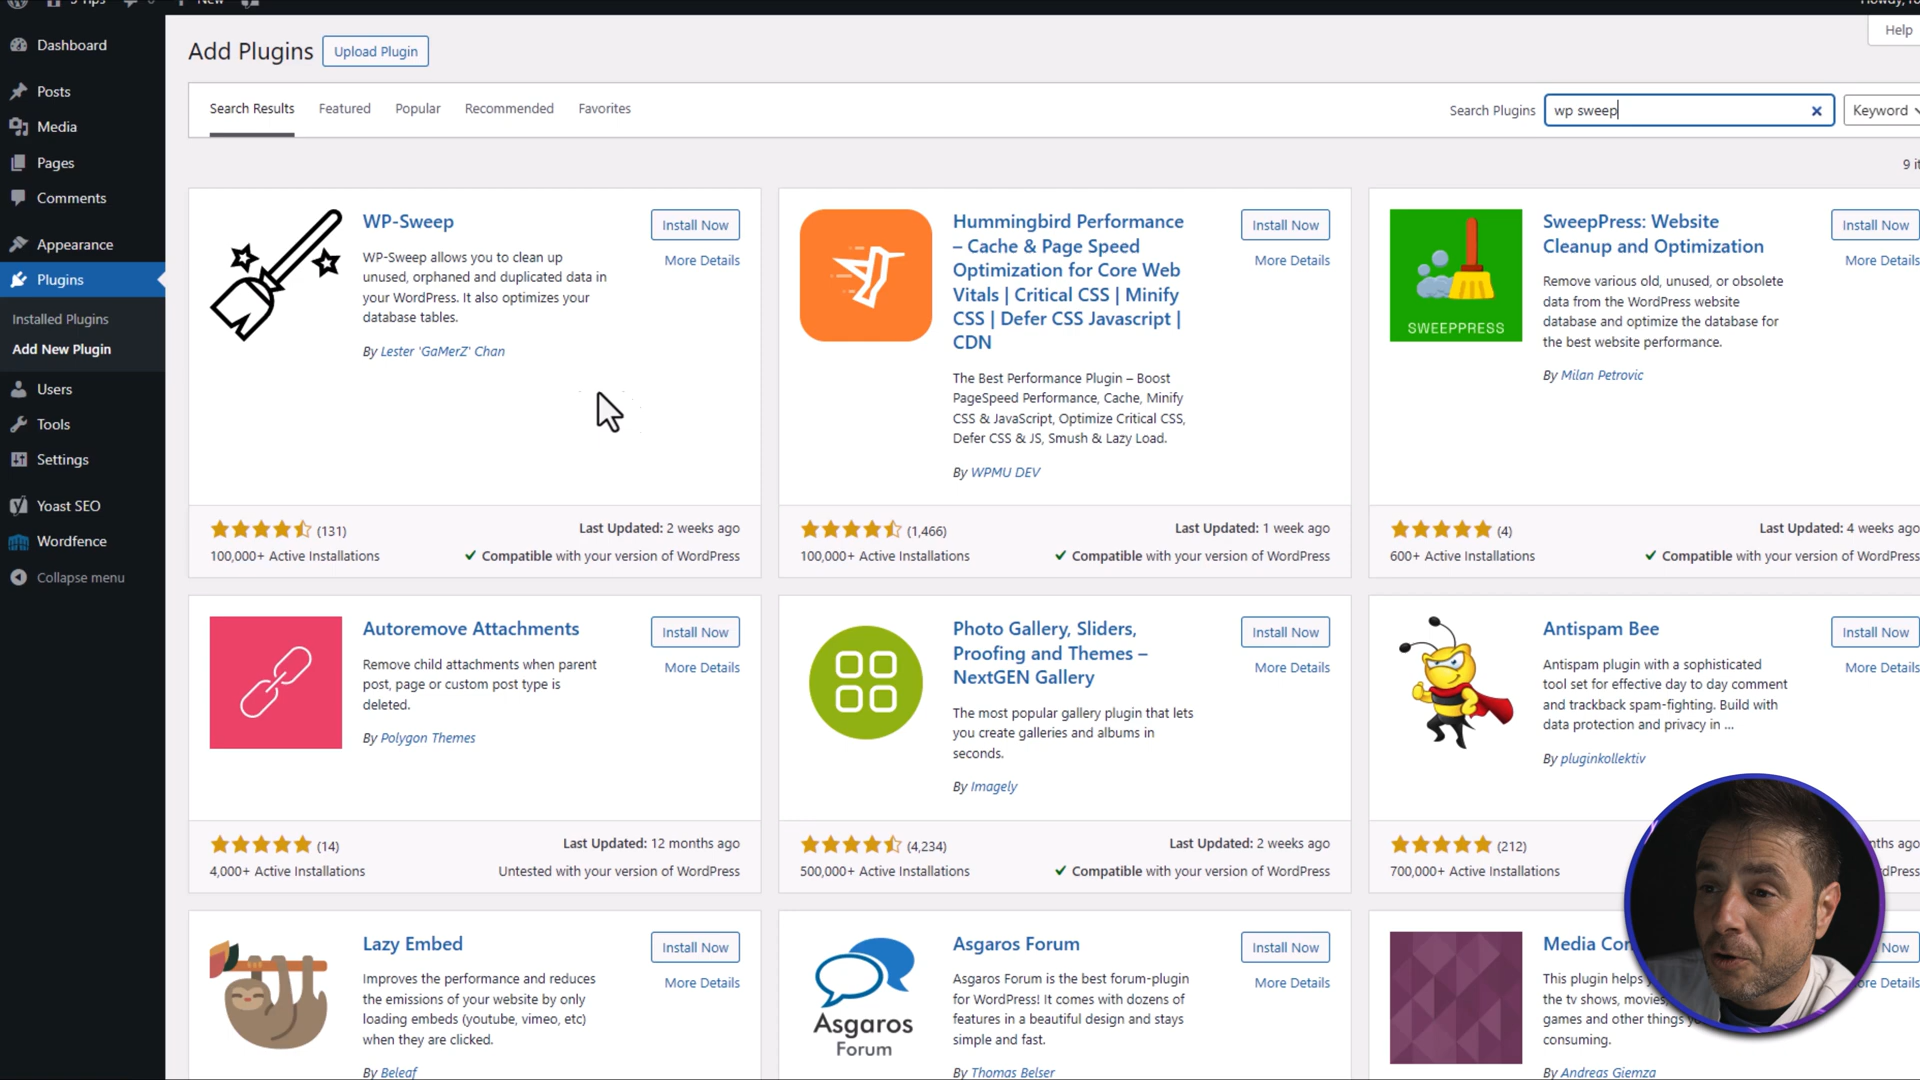 New
Dashboard
Posts
Media
Pages
Comments
Appearance
Plugins
Installed Plugins
Add New Plugin
Users
Tools
Settings
Yoast SEO
Wordfence
Collapse menu
Help
Add Plugins
Upload Plugin
Search Results
Featured
Popular
Recommended
Favorites
Search Plugins
wp sweep
Keyword
9
WP-Sweep
WP-Sweep allows you to clean up
unused, orphaned and duplicated data in
your WordPress. It also optimizes your
database tables.
By Lester 'GaMerZ' Chan
Install Now
More Details
(131)
100,000+ Active Installations
Last Updated: 2 weeks ago
Compatible with your version of WordPress
Hummingbird Performance
– Cache & Page Speed
Optimization for Core Web
Vitals | Critical CSS | Minify
CSS | Defer CSS Javascript |
CDN
The Best Performance Plugin – Boost
PageSpeed Performance, Cache, Minify
CSS & JavaScript, Optimize Critical CSS,
Defer CSS & JS, Smush & Lazy Load.
By WPMU DEV
Install Now
More Details
(1,466)
100,000+ Active Installations
Last Updated: 1 week ago
Compatible with your version of WordPress
SWEEPPRESS
SweepPress: Website
Cleanup and Optimization
Remove various old, unused, or obsolete
data from the WordPress website
database and optimize the database for
the best website performance.
By Milan Petrovic
Install Now
More Details
(4)
600+ Active Installations
Last Updated: 4 weeks ago
Compatible with your version of WordPress
Autoremove Attachments
Remove child attachments when parent
post, page or custom post type is
deleted.
By Polygon Themes
Install Now
More Details
(14)
4,000+ Active Installations
Last Updated: 12 months ago
Untested with your version of WordPress
Photo Gallery, Sliders,
Proofing and Themes –
NextGEN Gallery
The most popular gallery plugin that lets
you create galleries and albums in
seconds.
By Imagely
Install Now
More Details
(4,234)
500,000+ Active Installations
Last Updated: 2 weeks ago
Compatible with your version of WordPress
Antispam Bee
Antispam plugin with a sophisticated
tool set for effective day to day comment
and trackback spam-fighting. Build with
data protection and privacy in ...
By pluginkollektiv
Install Now
More Details
(212)
700,000+ Active Installations
ago
Lazy Embed
Improves the performance and reduces
the emissions of your website by only
loading embeds (youtube, vimeo, etc)
when they are clicked.
By Beleaf
Install Now
More Details
Asgaros
Forum
Asgaros Forum
Asgaros Forum is the best forum-plugin
for WordPress! It comes with dozens of
features in a beautiful design and stays
simple and fast.
By Thomas Belser
Install Now
More Details
Media
This plugin helps
the tv shows, movies,
games and other things
consuming.
By Andreas Giemza
Now
Details